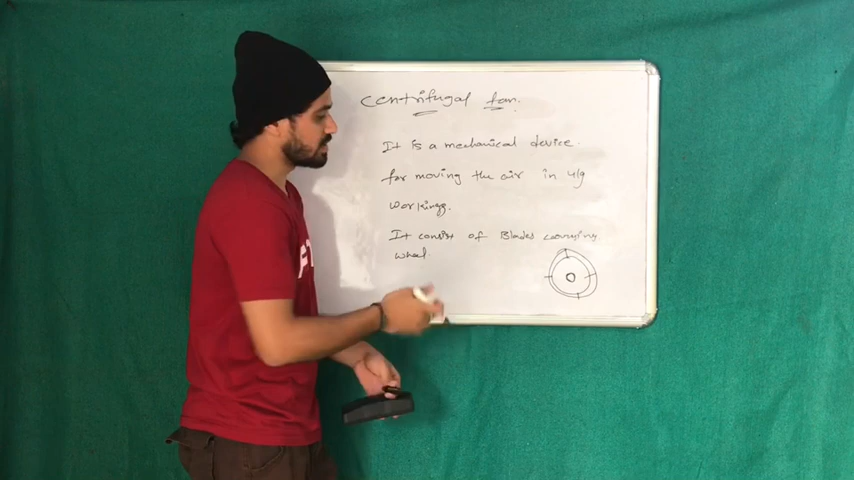 Centrifugal fan.
It is a mechanical device.
for moving the air in u/g
workings.
It consist of Blades carrying
wheel.
F